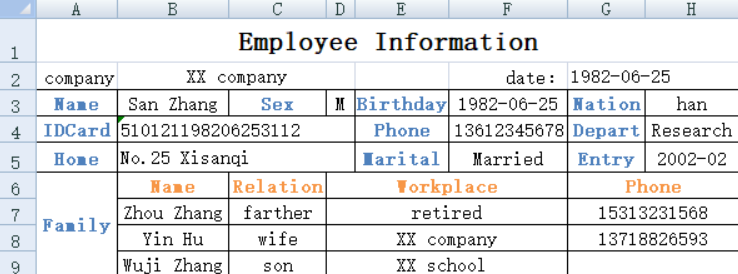 A B C D E F G H
1 Employee Information
2 company XX company date: 1982-06-25
3 Name San Zhang Sex M Birthday 1982-06-25 Nation han
4 IDCard 510121198206253112 Phone 13612345678 Depart Research
5 Home No.25 Xisanqi Marital Married Entry 2002-02
6 Name Relation Workplace Phone
7 Zhou Zhang farther retired 15313231568
Family
8 Yin Hu wife XX company 13718826593
9 Wuji Zhang son XX school